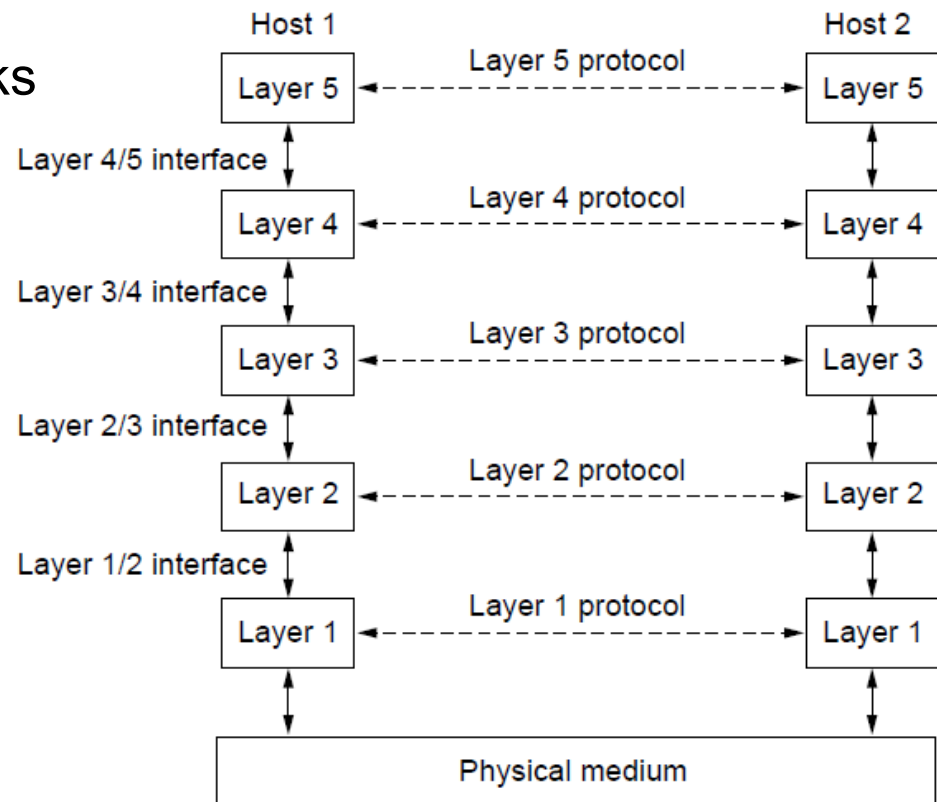 Host 1
Host 2
ks
Layer 5
Layer 5 protocol
Layer 5
Layer 4/5 interface
Layer 4
Layer 4 protocol
Layer 4
Layer 3/4 interface
Layer 3
Layer 3 protocol
Layer 3
Layer 2/3 interface
Layer 2
Layer 2 protocol
Layer 2
Layer 1/2 interface
Layer 1
Layer 1 protocol
Layer 1
Physical medium